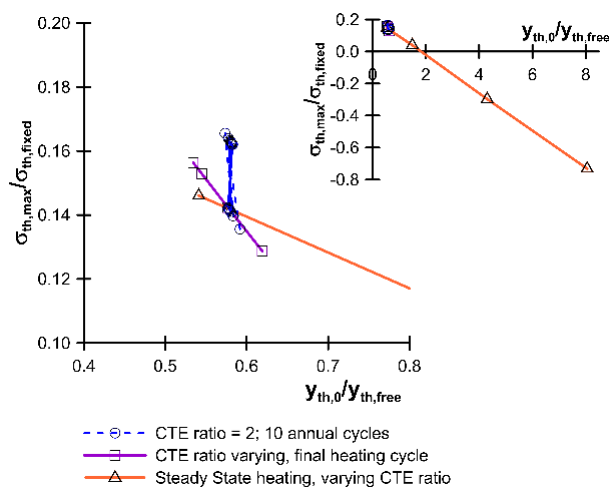 0.20
0.18
0.16
0.14
0.12
0.10
σth,max/σth,fixed
0.4 0.5 0.6 0.7 0.8
yth,0/yth,free
0.2
0.0
-0.2
-0.4
-0.6
-0.8
σth,max/σth,fixed
yth,0/yth,free
0 2 4 6 8
CTE ratio = 2; 10 annual cycles
CTE ratio varying, final heating cycle
Steady State heating, varying CTE ratio